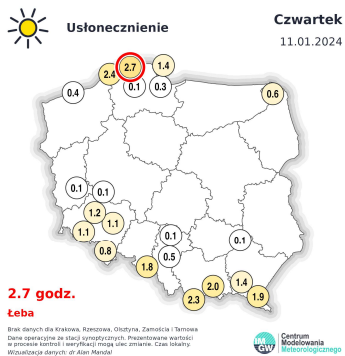 Usłonecznienie
Czwartek
11.01.2024
2.7
1.4
2.4
0.1
0.3
0.4
0.6
0.1
0.1
1.2
1.1
1.1
0.1
0.1
0.8
0.5
1.8
2.0
1.4
2.3
1.9
2.7 godz.
Łeba
Brak danych dla Krakowa, Rzeszowa, Olsztyna, Zamościa i Tarnowa
Dane operacyjne ze stacji synoptycznych. Prezentowane wartości
w procesie kontroli i weryfikacji mogą ulec zmianie. Czas lokalny.
Wizualizacja danych: dr Alan Mandal
IM
GW
Centrum
Modelowania
Meteorologicznego